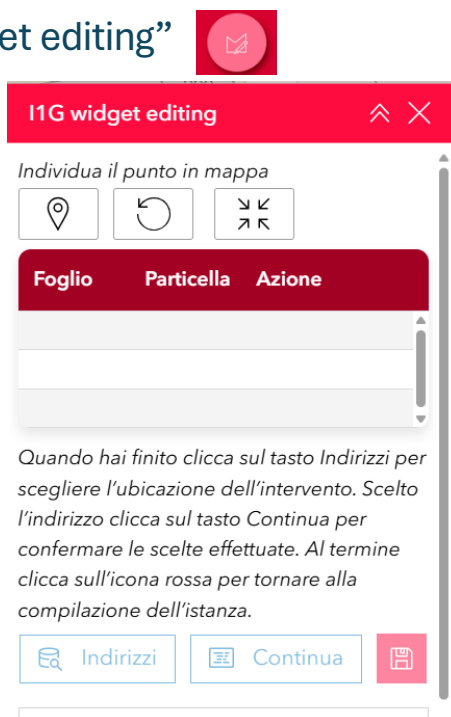 et editing”
I1G widget editing
Individua il punto in mappa
Foglio Particella Azione
Quando hai finito clicca sul tasto Indirizzi per
scegliere l’ubicazione dell’intervento. Scelto
l’indirizzo clicca sul tasto Continua per
confermare le scelte effettuate. Al termine
clicca sull’icona rossa per tornare alla
compilazione dell’istanza.
Indirizzi Continua